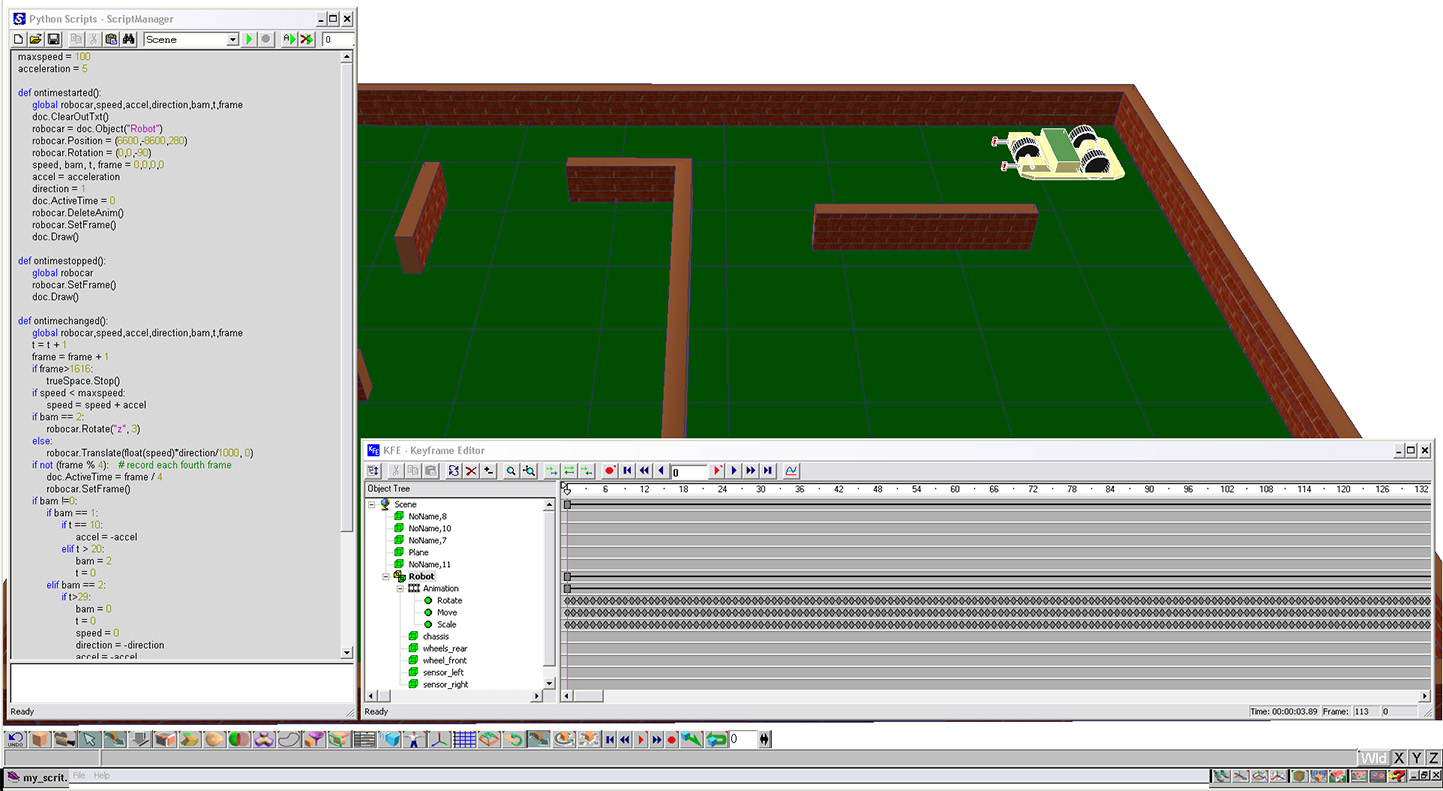 Python Scripts - ScriptManager
Scene
0
maxspeed = 100
acceleration = 5
def ontimestarted():
global robocar,speed,accel,direction,bam,t,frame
doc.ClearOutTxt()
robocar = doc.Object("Robot")
robocar.Position = (6600,-8600,280)
robocar.Rotation = (0,0,-90)
speed, bam, t, frame = 0,0,0,0
accel = acceleration
direction = 1
doc.ActiveTime = 0
robocar.DeleteAnim()
robocar.SetFrame()
doc.Draw()
def ontimestopped():
global robocar
robocar.SetFrame()
doc.Draw()
def ontimechanged():
global robocar,speed,accel,direction,bam,t,frame
t = t + 1
frame = frame + 1
if frame>1616:
trueSpace.Stop()
if speed < maxspeed:
speed = speed + accel
if bam == 2:
robocar.Rotate("z", 3)
else:
robocar.Translate(float(speed)*direction/1000, 0)
if not (frame % 4): # record each fourth frame
doc.ActiveTime = frame / 4
robocar.SetFrame()
if bam !=0:
if bam == 1:
if t == 10:
accel = -accel
elif t > 20:
bam = 2
t = 0
elif bam == 2:
if t>29:
bam = 0
t = 0
speed = 0
direction = -direction
accel = -accel
Ready
KFE - Keyframe Editor
0
Object Tree
6 12 18 24 30 36 42 48 54 60 66 72 78 84 90 96 102 108 114 120 126 132
Scene
NoName,8
NoName,10
NoName,7
Plane
NoName,11
Robot
Animation
Rotate
Move
Scale
chassis
wheels_rear
wheel_front
sensor_left
sensor_right
Ready
Time: 00:00:03.89 Frame: 113 0
UNDO
0
Wld X Y Z
my_scrit. File Help